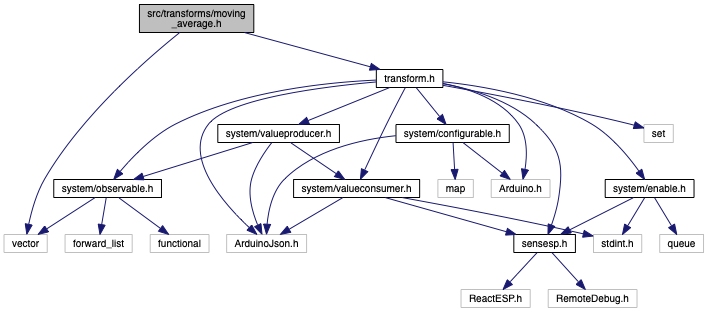 src/transforms/moving
_average.h
transform.h
system/valueproducer.h
system/configurable.h
set
system/observable.h
system/valueconsumer.h
map
Arduino.h
system/enable.h
vector
forward_list
functional
ArduinoJson.h
sensesp.h
stdint.h
queue
ReactESP.h
RemoteDebug.h